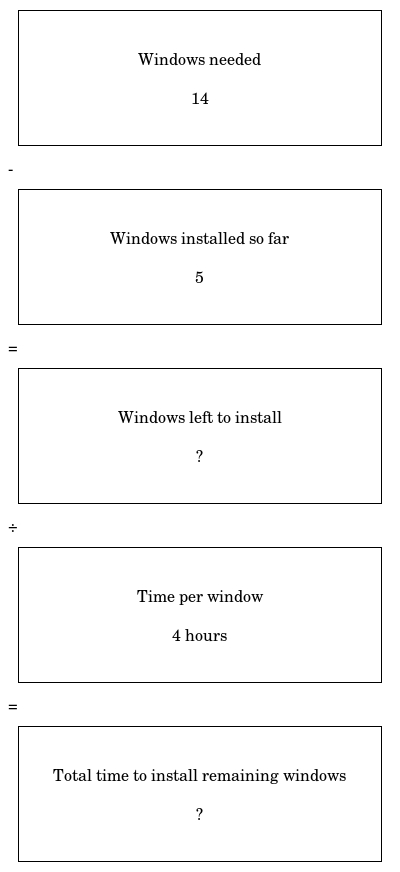 Windows needed
14
-
Windows installed so far
5
=
Windows left to install
?
÷
Time per window
4 hours
=
Total time to install remaining windows
?